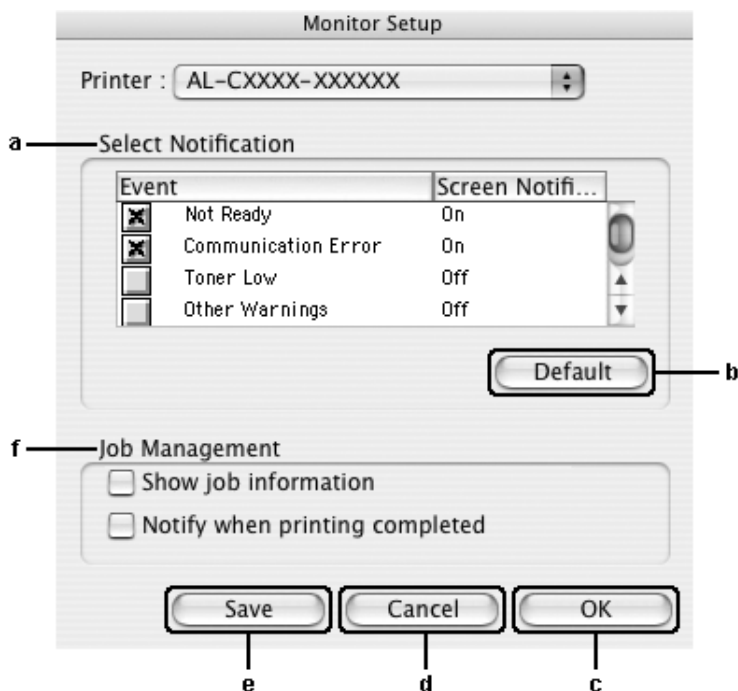 Monitor Setup
Printer : AL-CXXXX-XXXXXX
a Select Notification
Event Screen Notifi...
Not Ready On
Communication Error On
Toner Low Off
Other Warnings Off
Default b
f Job Management
Show job information
Notify when printing completed
Save Cancel OK
e d c